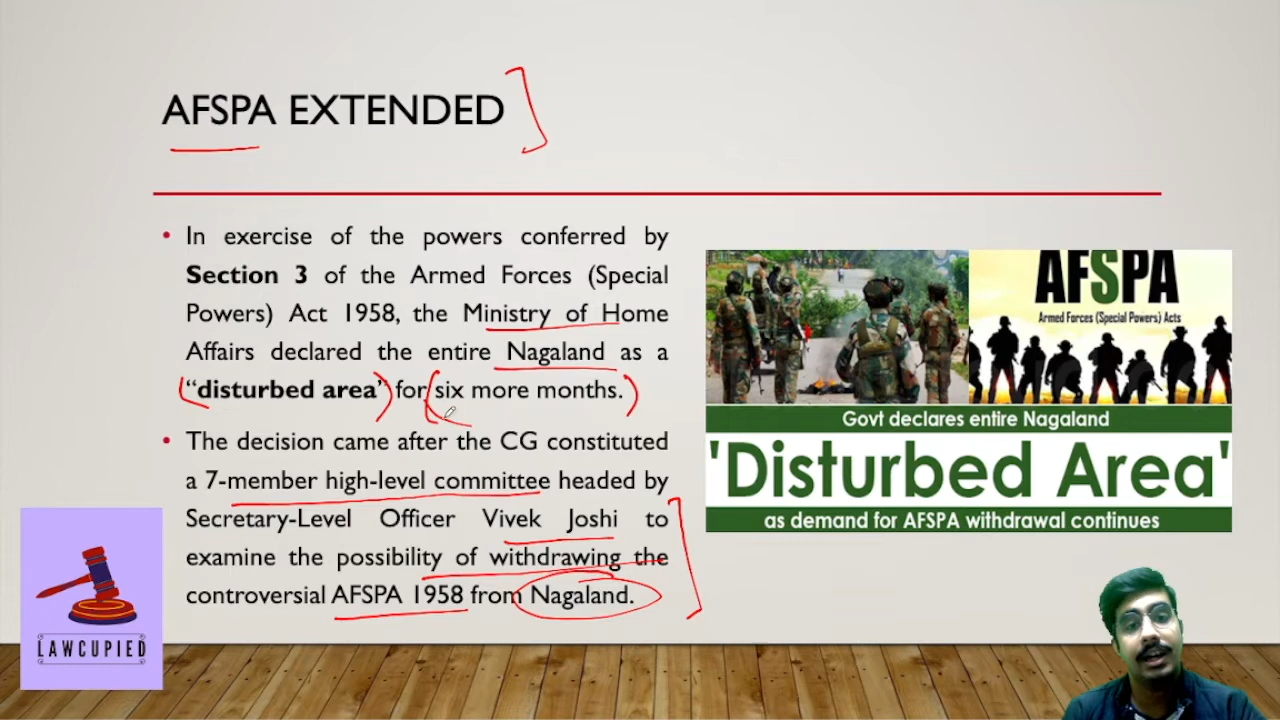 AFSPA EXTENDED
• In exercise of the powers conferred by
Section 3 of the Armed Forces (Special
Powers) Act 1958, the Ministry of Home
Affairs declared the entire Nagaland as a
“disturbed area” for six more months.
• The decision came after the CG constituted
a 7-member high-level committee headed by
Secretary-Level Officer Vivek Joshi to
examine the possibility of withdrawing the
controversial AFSPA 1958 from Nagaland.
AFSPA
Armed Forces (Special Powers) Acts
Govt declares entire Nagaland
'Disturbed Area'
as demand for AFSPA withdrawal continues
LAWCUPIED